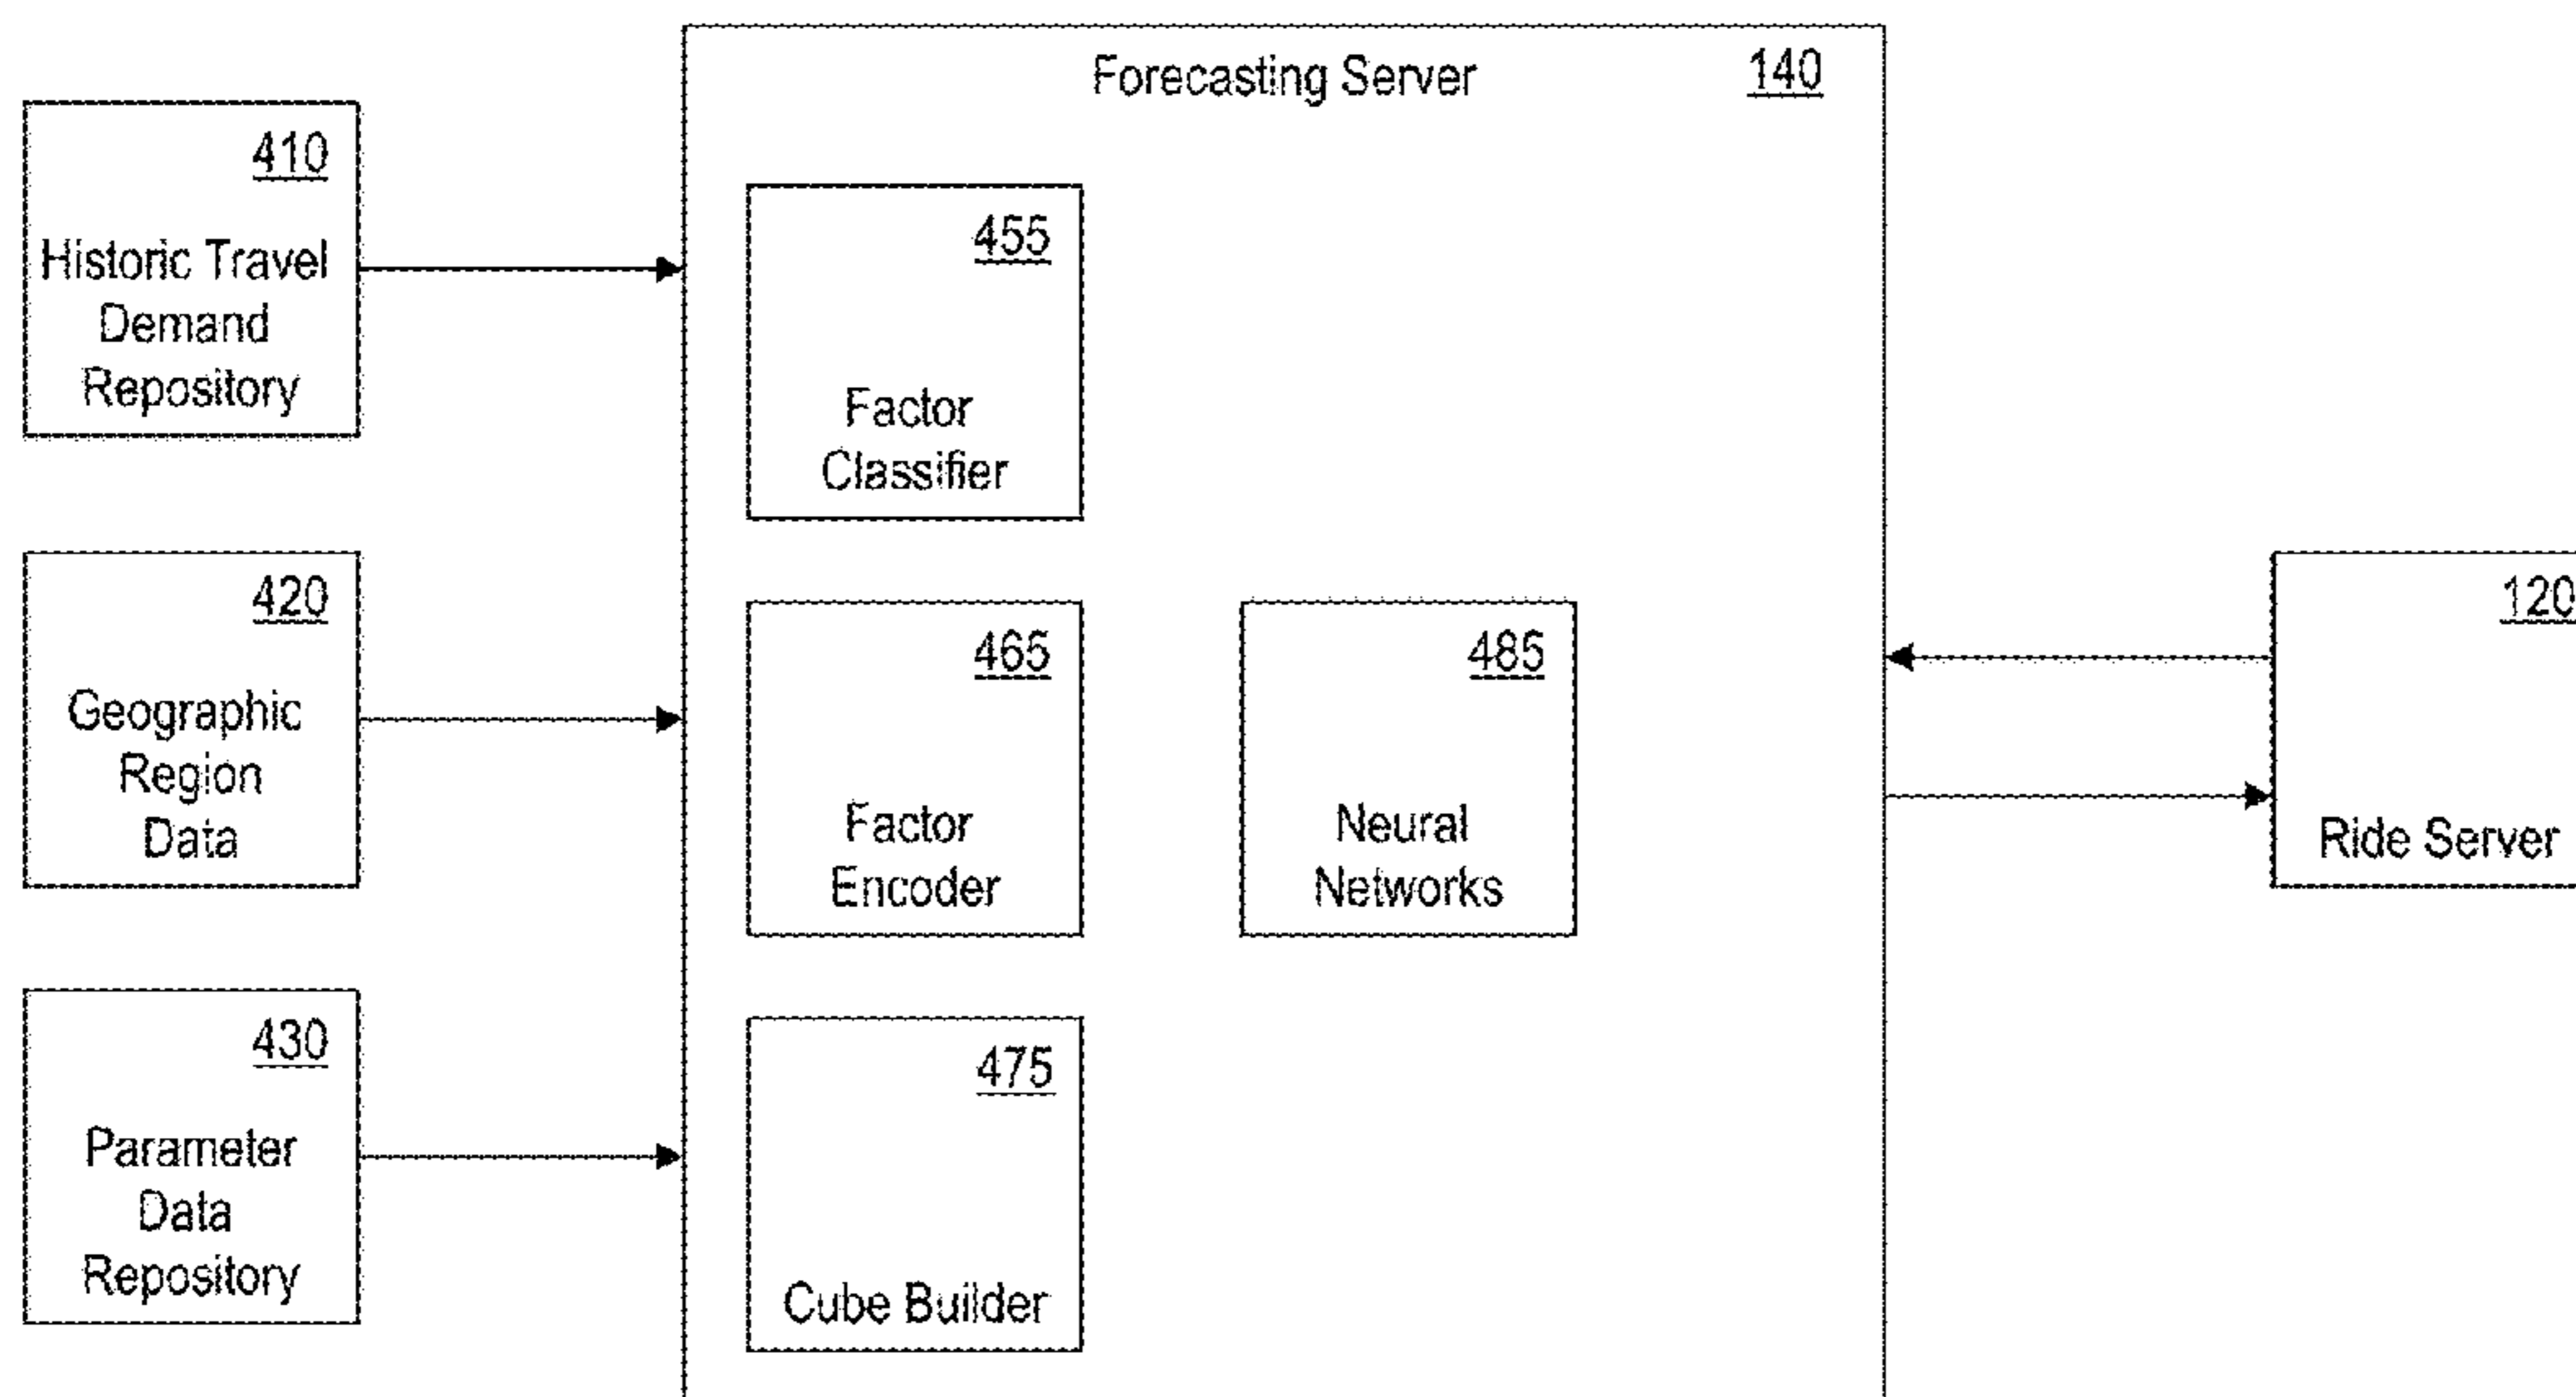 Forecasting Server
140
410
Historic Travel
Demand
Repository
455
Factor
Classifier
420
Geographic
Region
Data
465
Factor
Encoder
485
Neural
Networks
120
Ride Server
430
Parameter
Data
Repository
475
Cube Builder